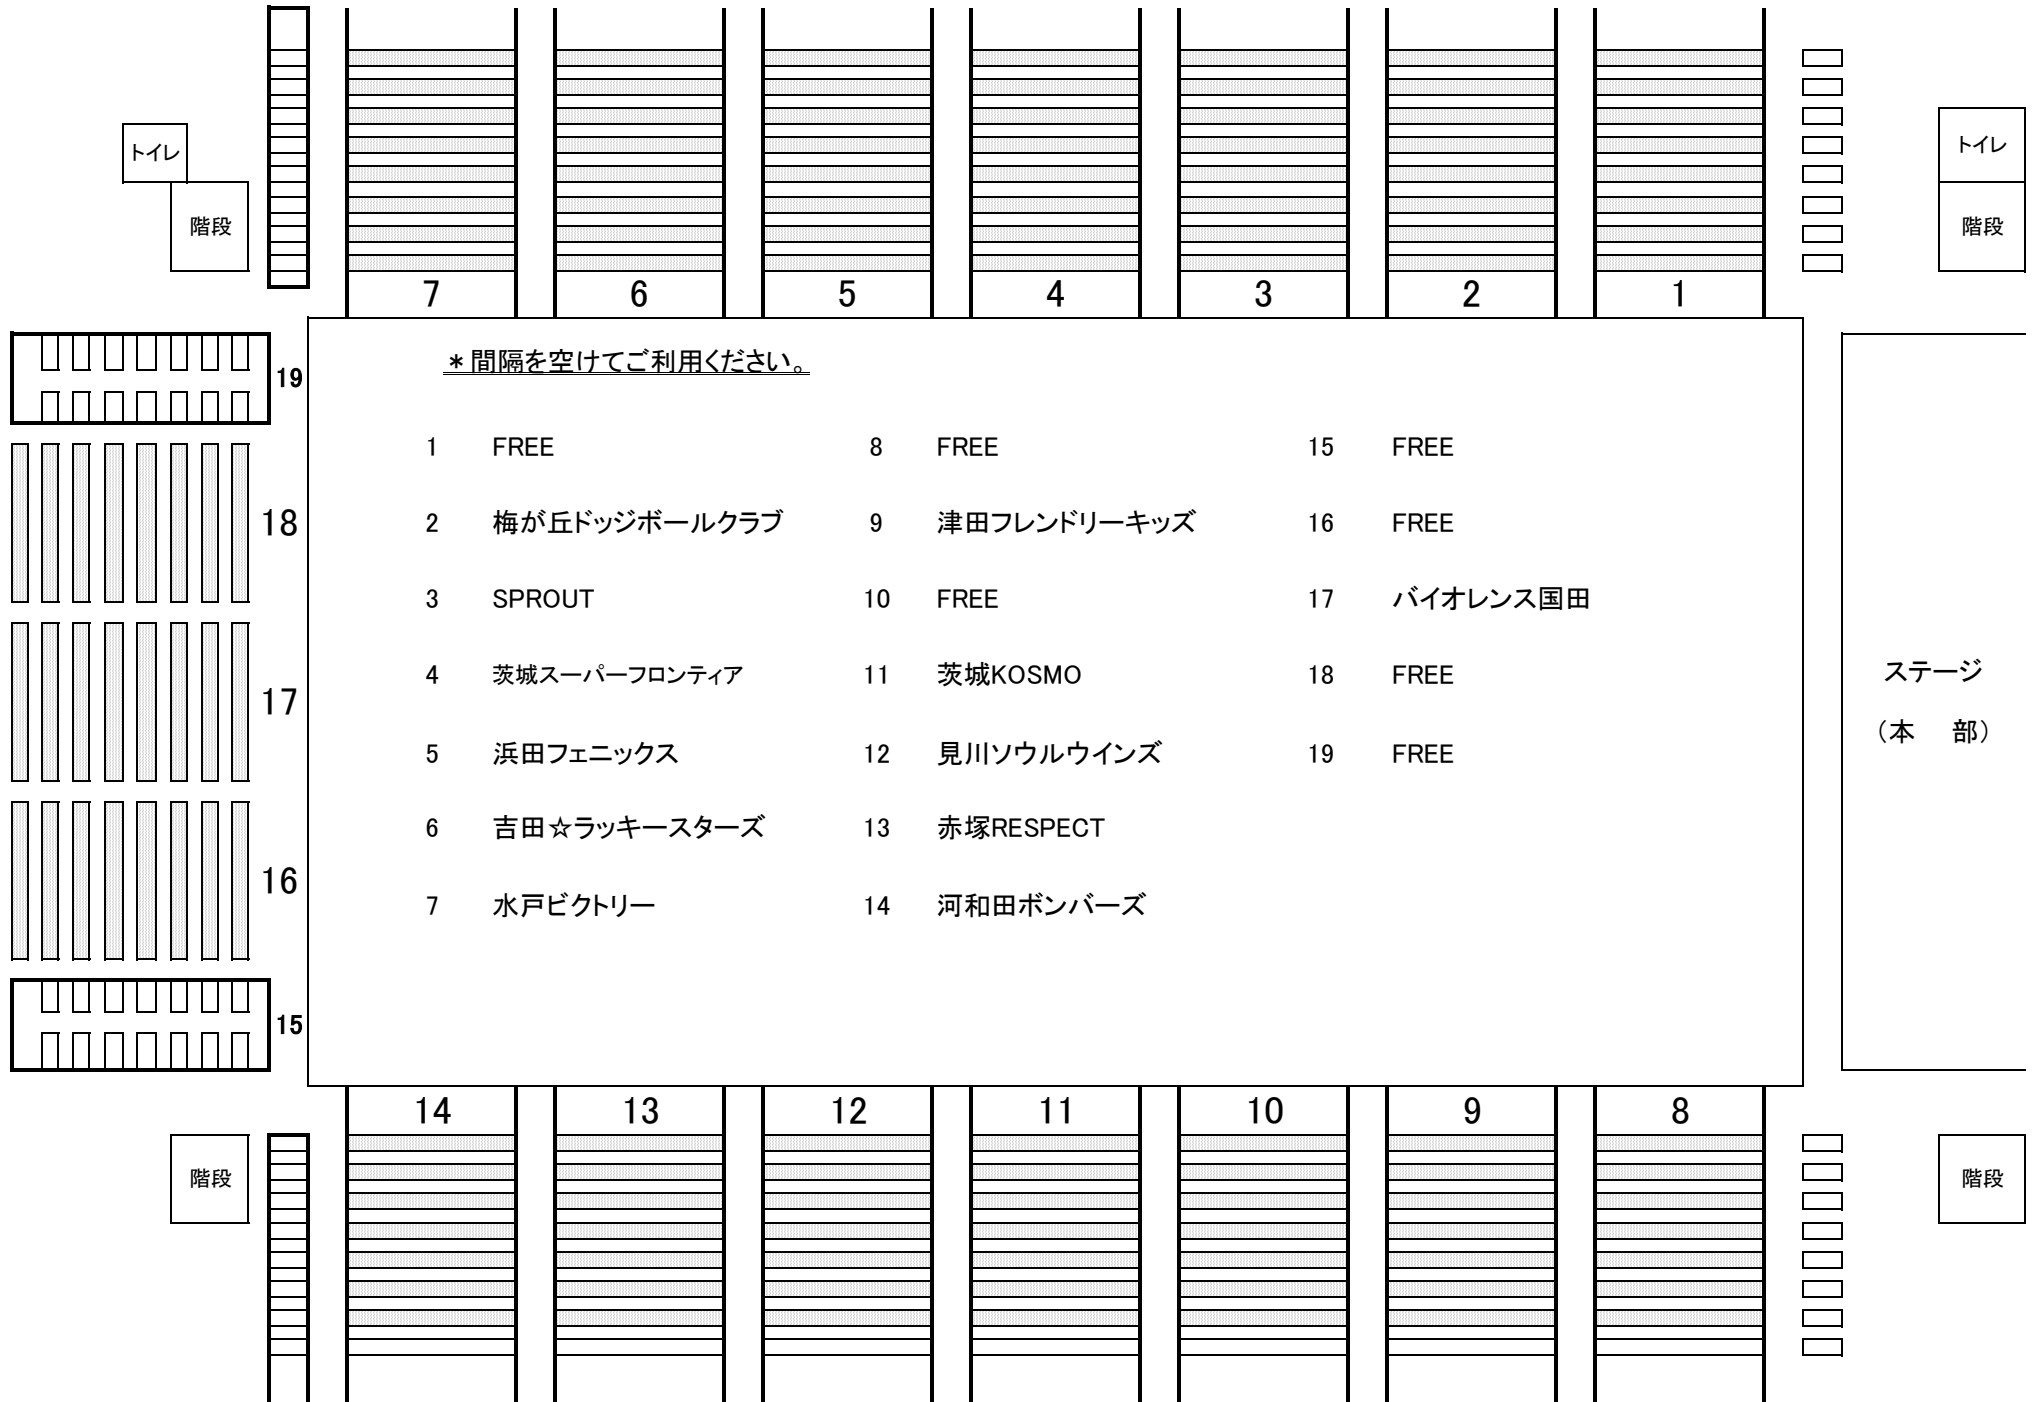 トイレ
階段
トイレ
階段
7 6 5 4 3 2 1
19
18
17
16
15
＊間隔を空けてご利用ください。
1 FREE
2 梅が丘ドッジボールクラブ
3 SPROUT
4 茨城スーパーフロンティア
5 浜田フェニックス
6 吉田☆ラッキースターズ
7 水戸ビクトリー
8 FREE
9 津田フレンドリーキッズ
10 FREE
11 茨城KOSMO
12 見川ソウルウインズ
13 赤塚RESPECT
14 河和田ボンバーズ
15 FREE
16 FREE
17 バイオレンス国田
18 FREE
19 FREE
ステージ
（本　部）
14 13 12 11 10 9 8
階段
階段